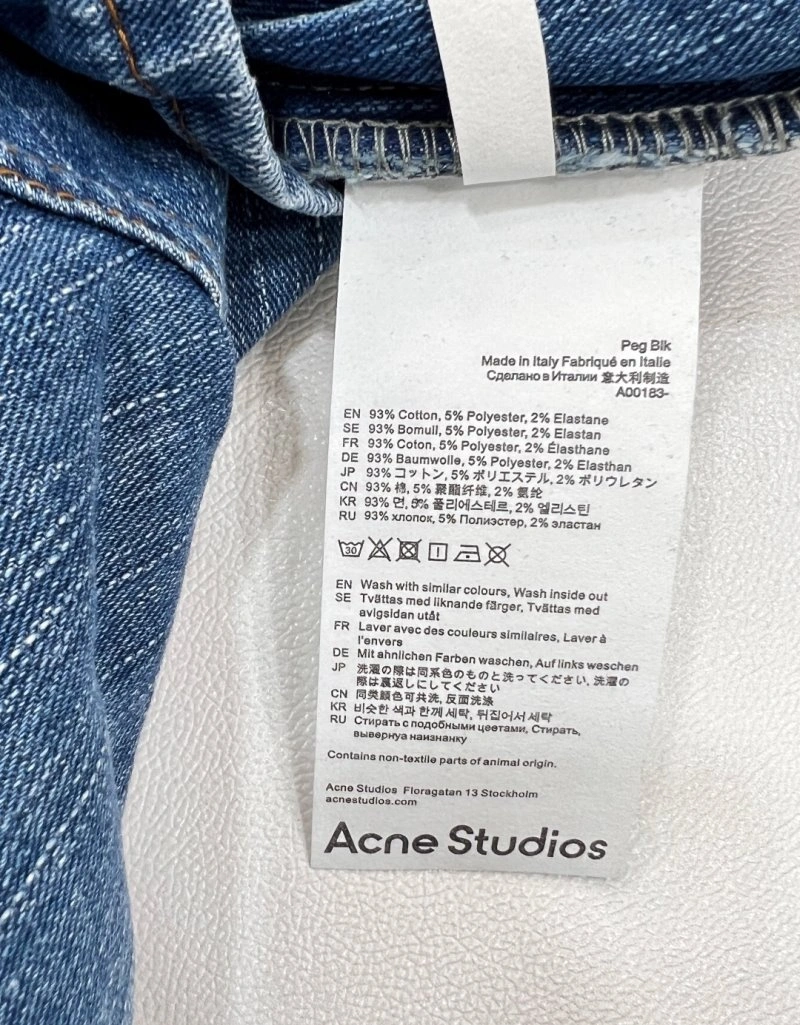 Peg Blk
Made in Italy Fabriqué en Italie
Сделано в Италии 意大利制造
A00183-
EN 93% Cotton, 5% Polyester, 2% Elastane
SE 93% Bomull, 5% Polyester, 2% Elastan
FR 93% Coton, 5% Polyester, 2% Élasthane
DE 93% Baumwolle, 5% Polyester, 2% Elasthan
JP 93% コットン, 5% ポリエステル, 2% ポリウレタン
CN 93% 棉, 5% 聚酯纤维, 2% 氨纶
KR 93% 면, 5% 폴리에스테르, 2% 엘리스틴
RU 93% хлопок, 5% Полиэстер, 2% эластан
30
EN Wash with similar colours, Wash inside out
SE Tvättas med liknande färger, Tvättas med
avigsidan utåt
FR Laver avec des couleurs similaires, Laver à
l'envers
DE Mit ähnlichen Farben waschen, Auf links weschen
JP 洗濯の際は同系色のものと洗ってください, 洗濯の
際は裏返しにしてください
CN 同类颜色可共洗, 反面洗涤
KR 비슷한 색과 함께 세탁, 뒤집어서 세탁
RU Стирать с подобными цветами, Стирать,
вывернув наизнанку
Contains non-textile parts of animal origin.
Acne Studios Floragatan 13 Stockholm
acnestudios.com
Acne Studios